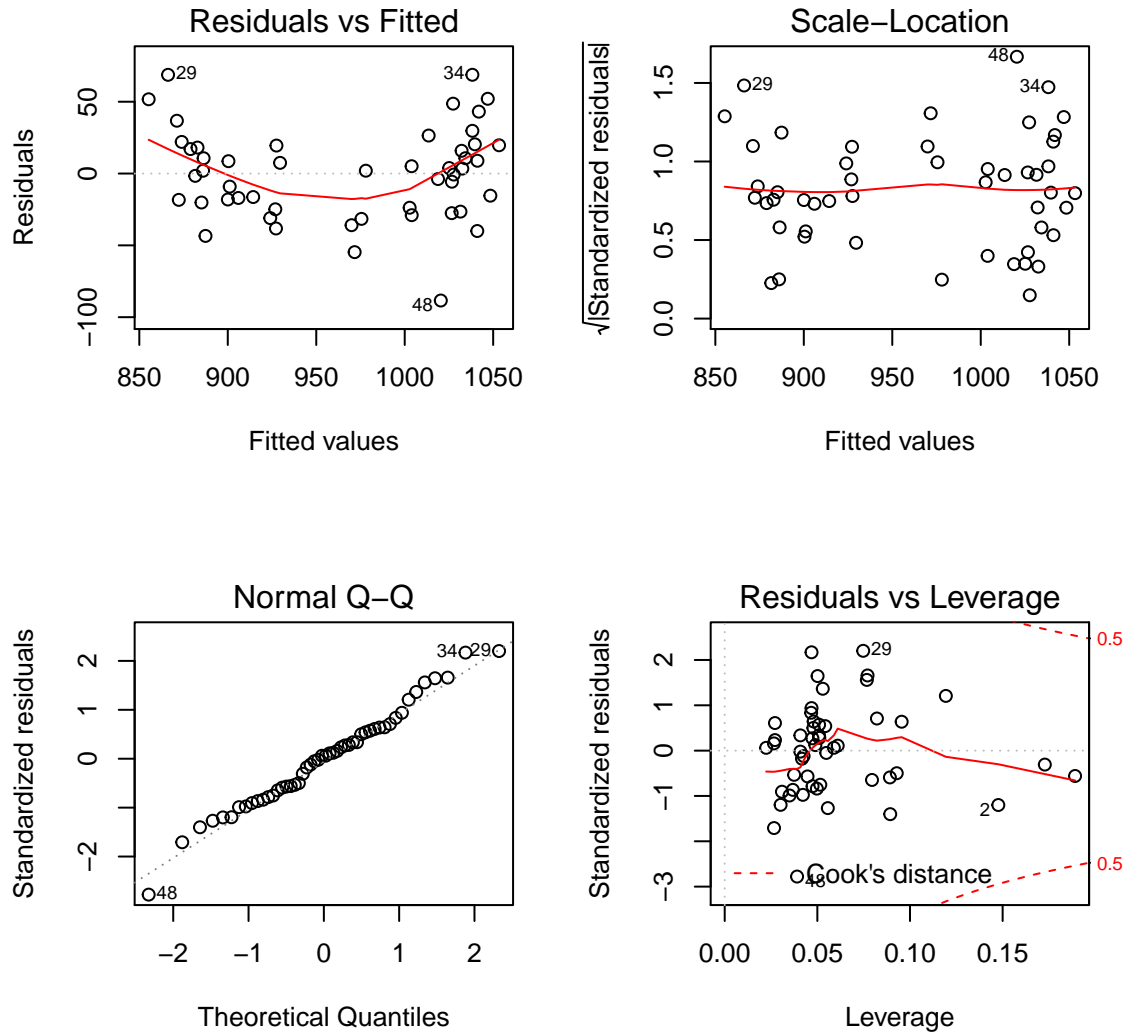 Residuals vs Fitted
Residuals
50
0
−100
29
34
48
850 900 950 1000 1050
Fitted values
Scale−Location
√|Standardized residuals|
1.5
1.0
0.5
0.0
29
48
34
850 900 950 1000 1050
Fitted values
Normal Q−Q
Standardized residuals
2
1
0
−2
34
29
48
−2 −1 0 1 2
Theoretical Quantiles
Residuals vs Leverage
Standardized residuals
2
1
0
−1
−3
0.5
29
2
0.5
Cook's distance
48
0.00 0.05 0.10 0.15
Leverage